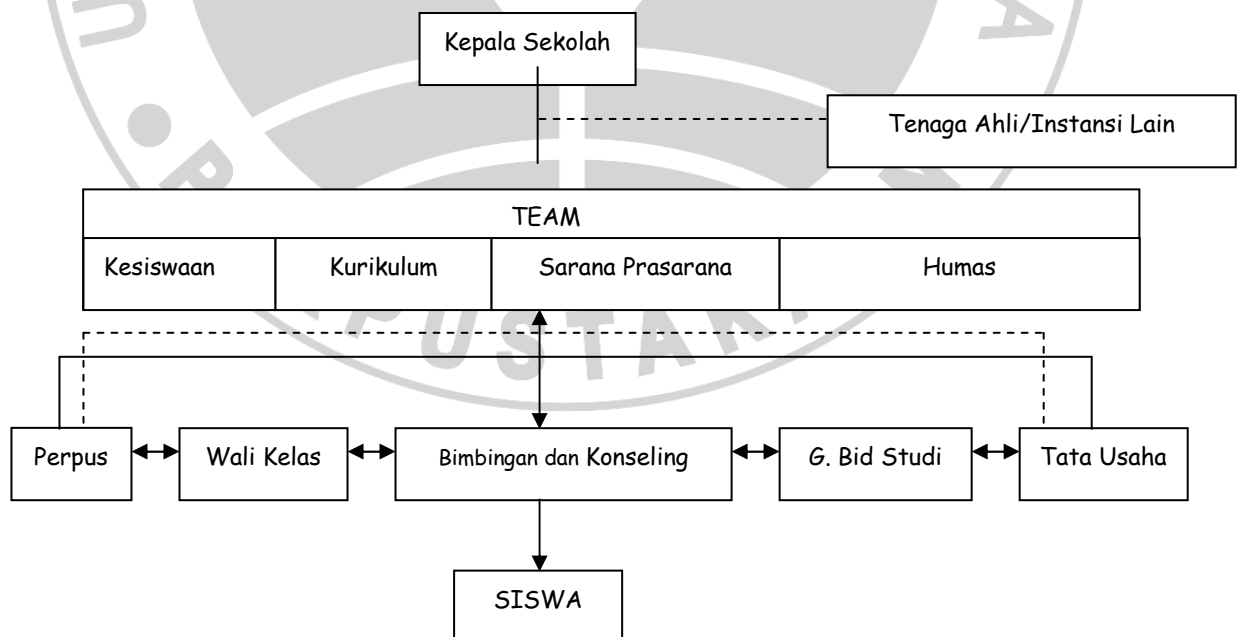 Kepala Sekolah
Tenaga Ahli/Instansi Lain
TEAM
Kesiswaan
Kurikulum
Sarana Prasarana
Humas
Perpus
Wali Kelas
Bimbingan dan Konseling
G. Bid Studi
Tata Usaha
SISWA